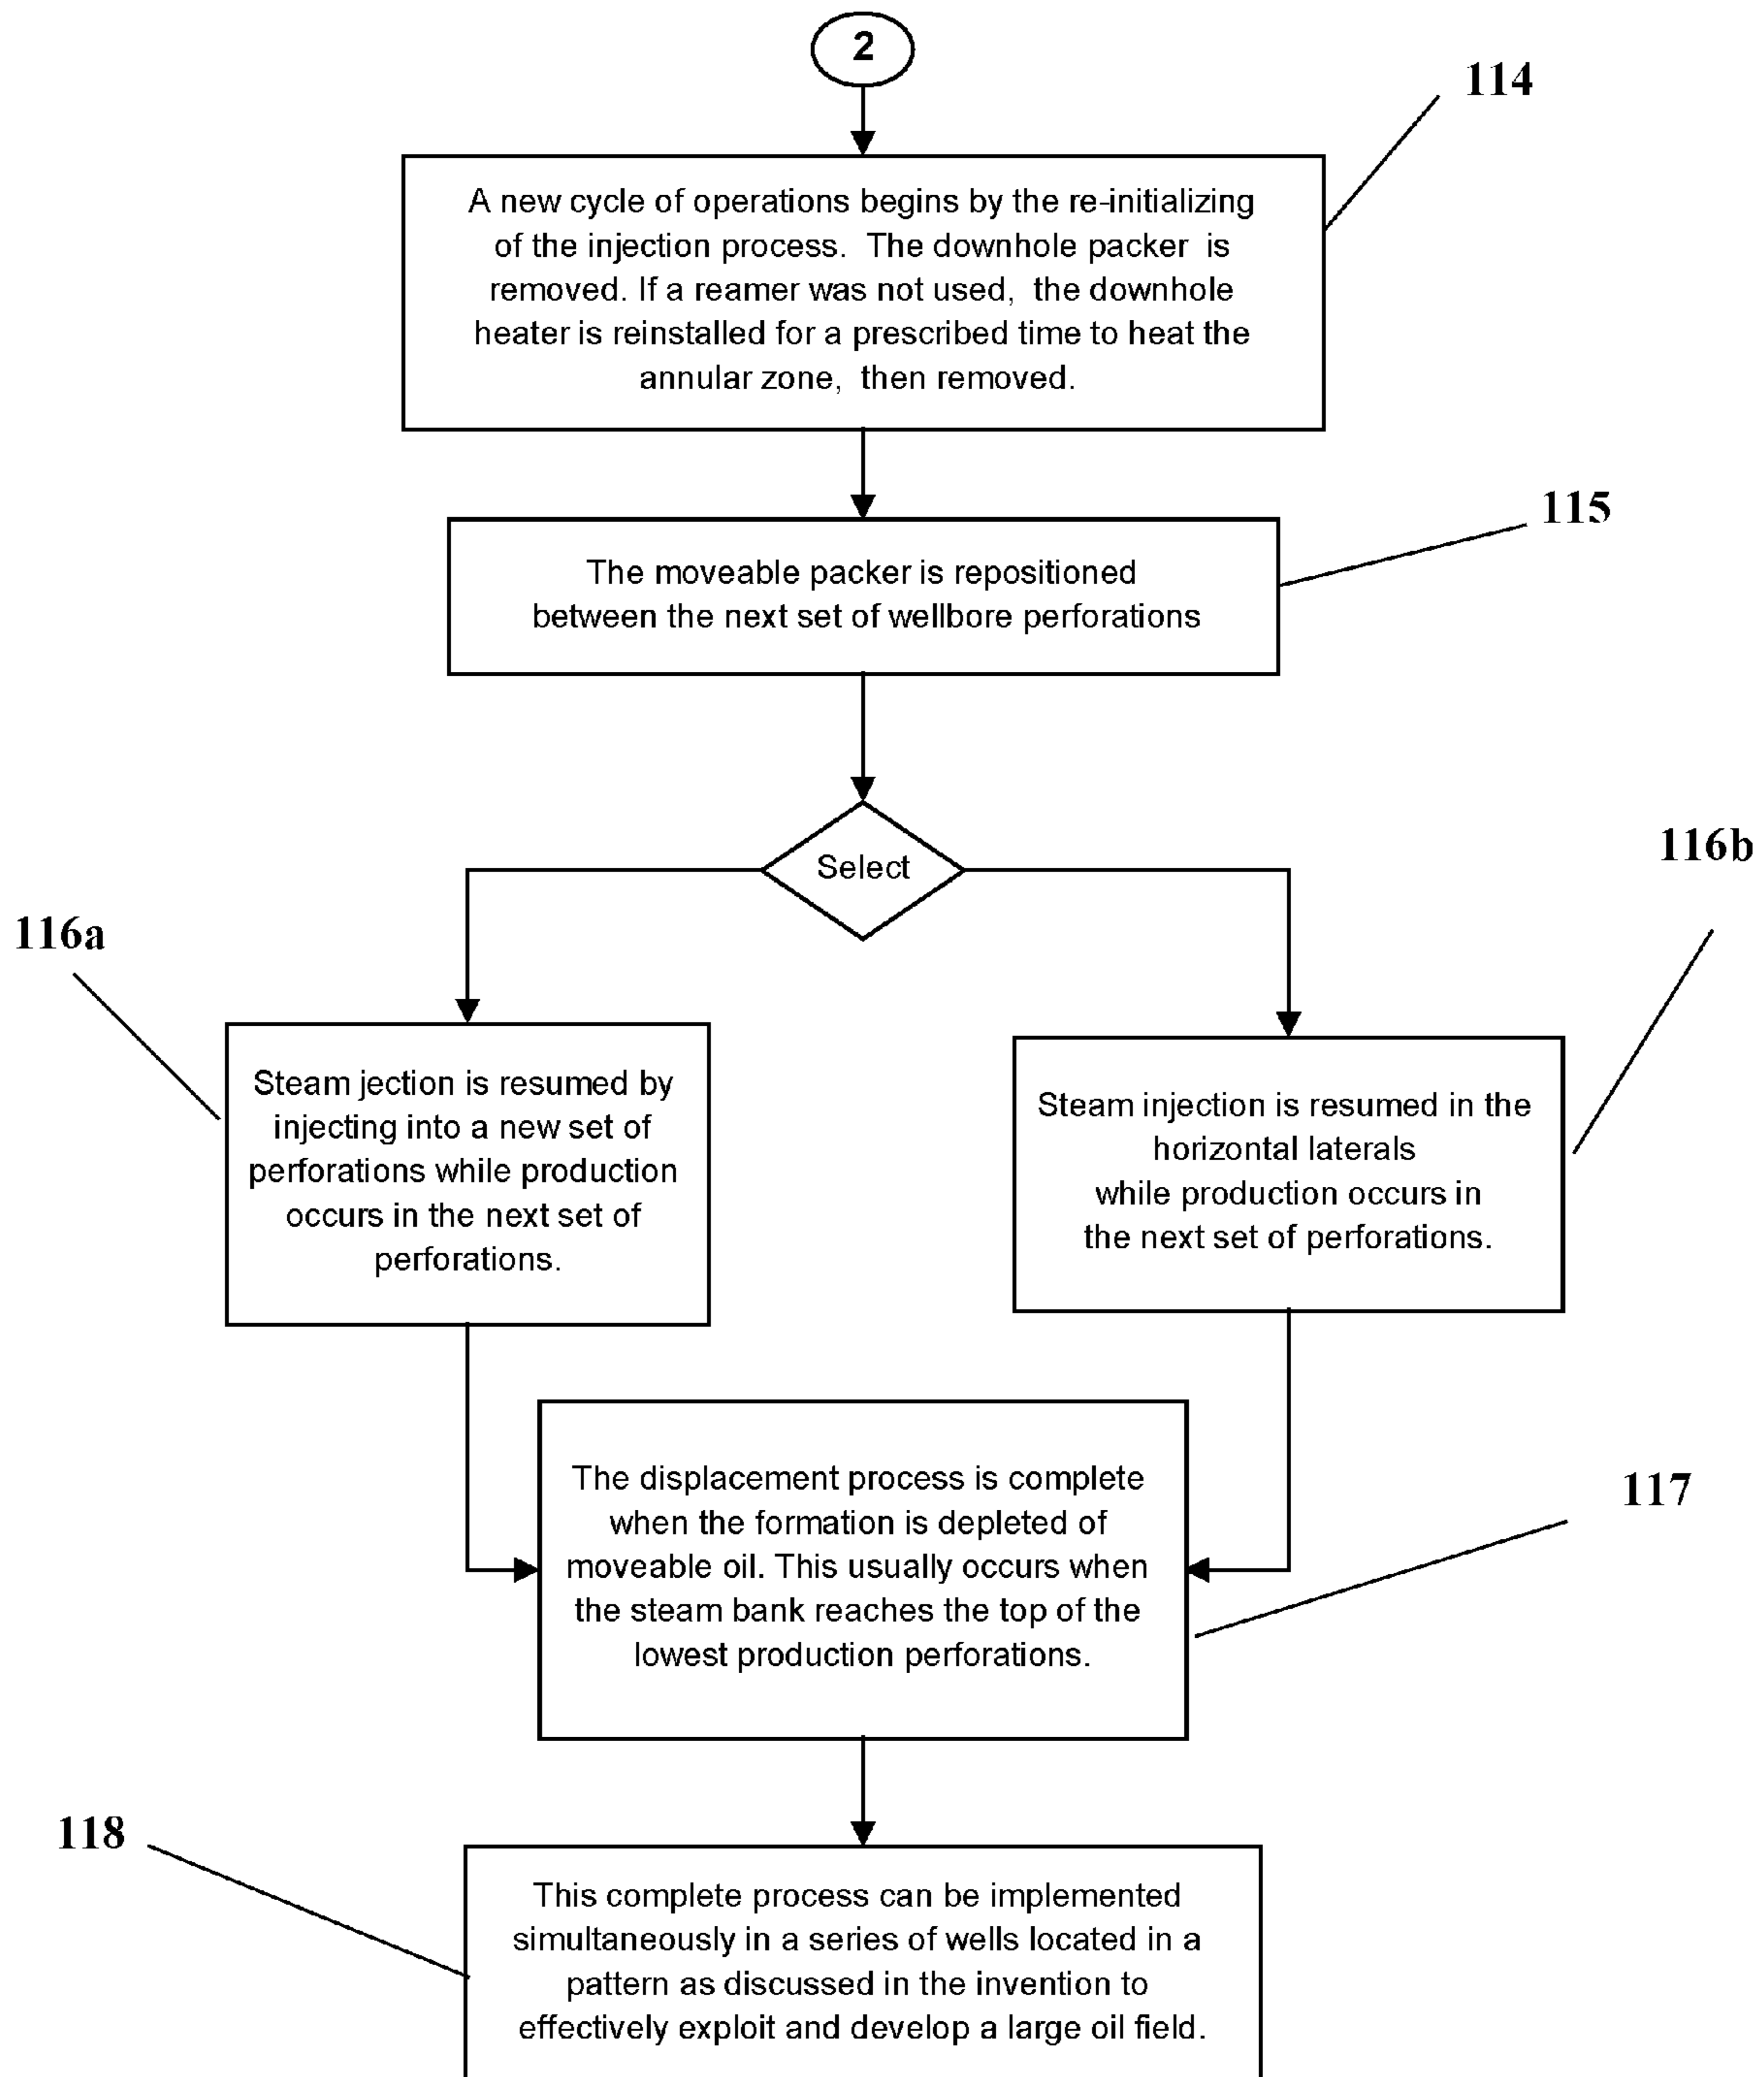 2
114
A new cycle of operations begins by the re-initializing
of the injection process. The downhole packer is
removed. If a reamer was not used, the downhole
heater is reinstalled for a prescribed time to heat the
annular zone, then removed.
115
The moveable packer is repositioned
between the next set of wellbore perforations
Select
116a
116b
Steam jection is resumed by
injecting into a new set of
perforations while production
occurs in the next set of
perforations.
Steam injection is resumed in the
horizontal laterals
while production occurs in
the next set of perforations.
117
The displacement process is complete
when the formation is depleted of
moveable oil. This usually occurs when
the steam bank reaches the top of the
lowest production perforations.
118
This complete process can be implemented
simultaneously in a series of wells located in a
pattern as discussed in the invention to
effectively exploit and develop a large oil field.